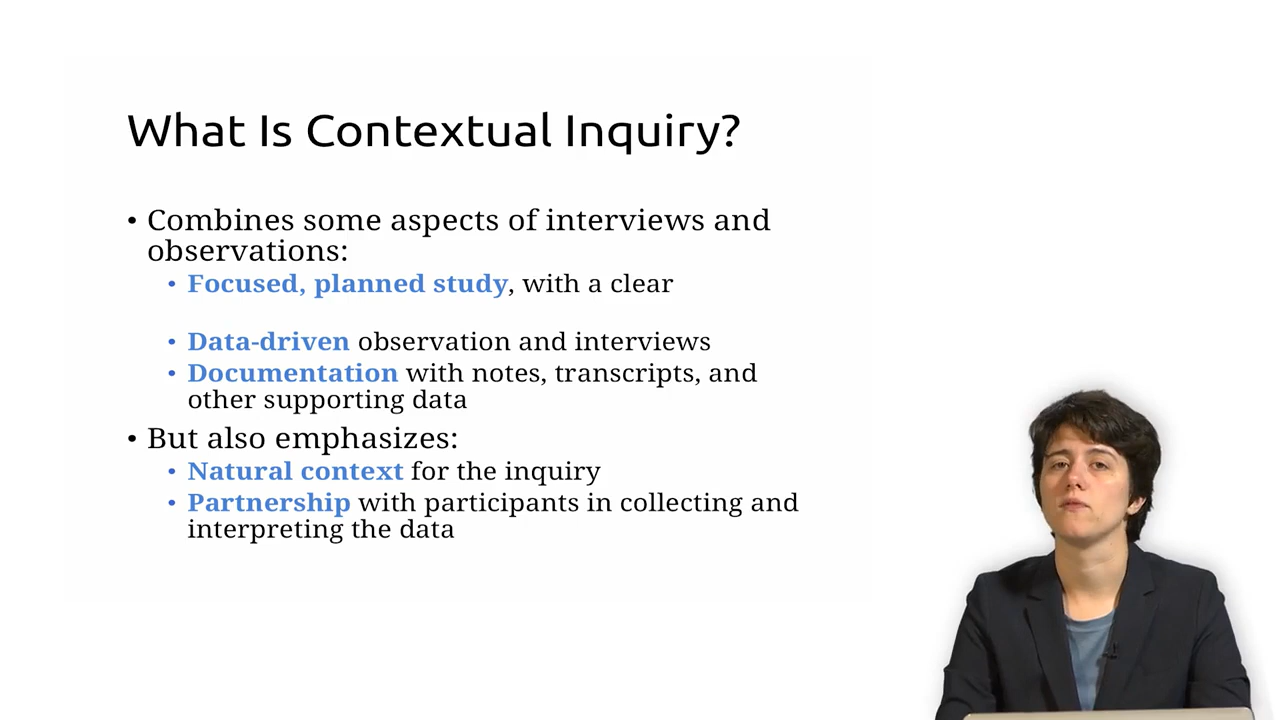 What Is Contextual Inquiry?
• Combines some aspects of interviews and
observations:
• Focused, planned study, with a clear
• Data-driven observation and interviews
• Documentation with notes, transcripts, and
other supporting data
• But also emphasizes:
• Natural context for the inquiry
• Partnership with participants in collecting and
interpreting the data